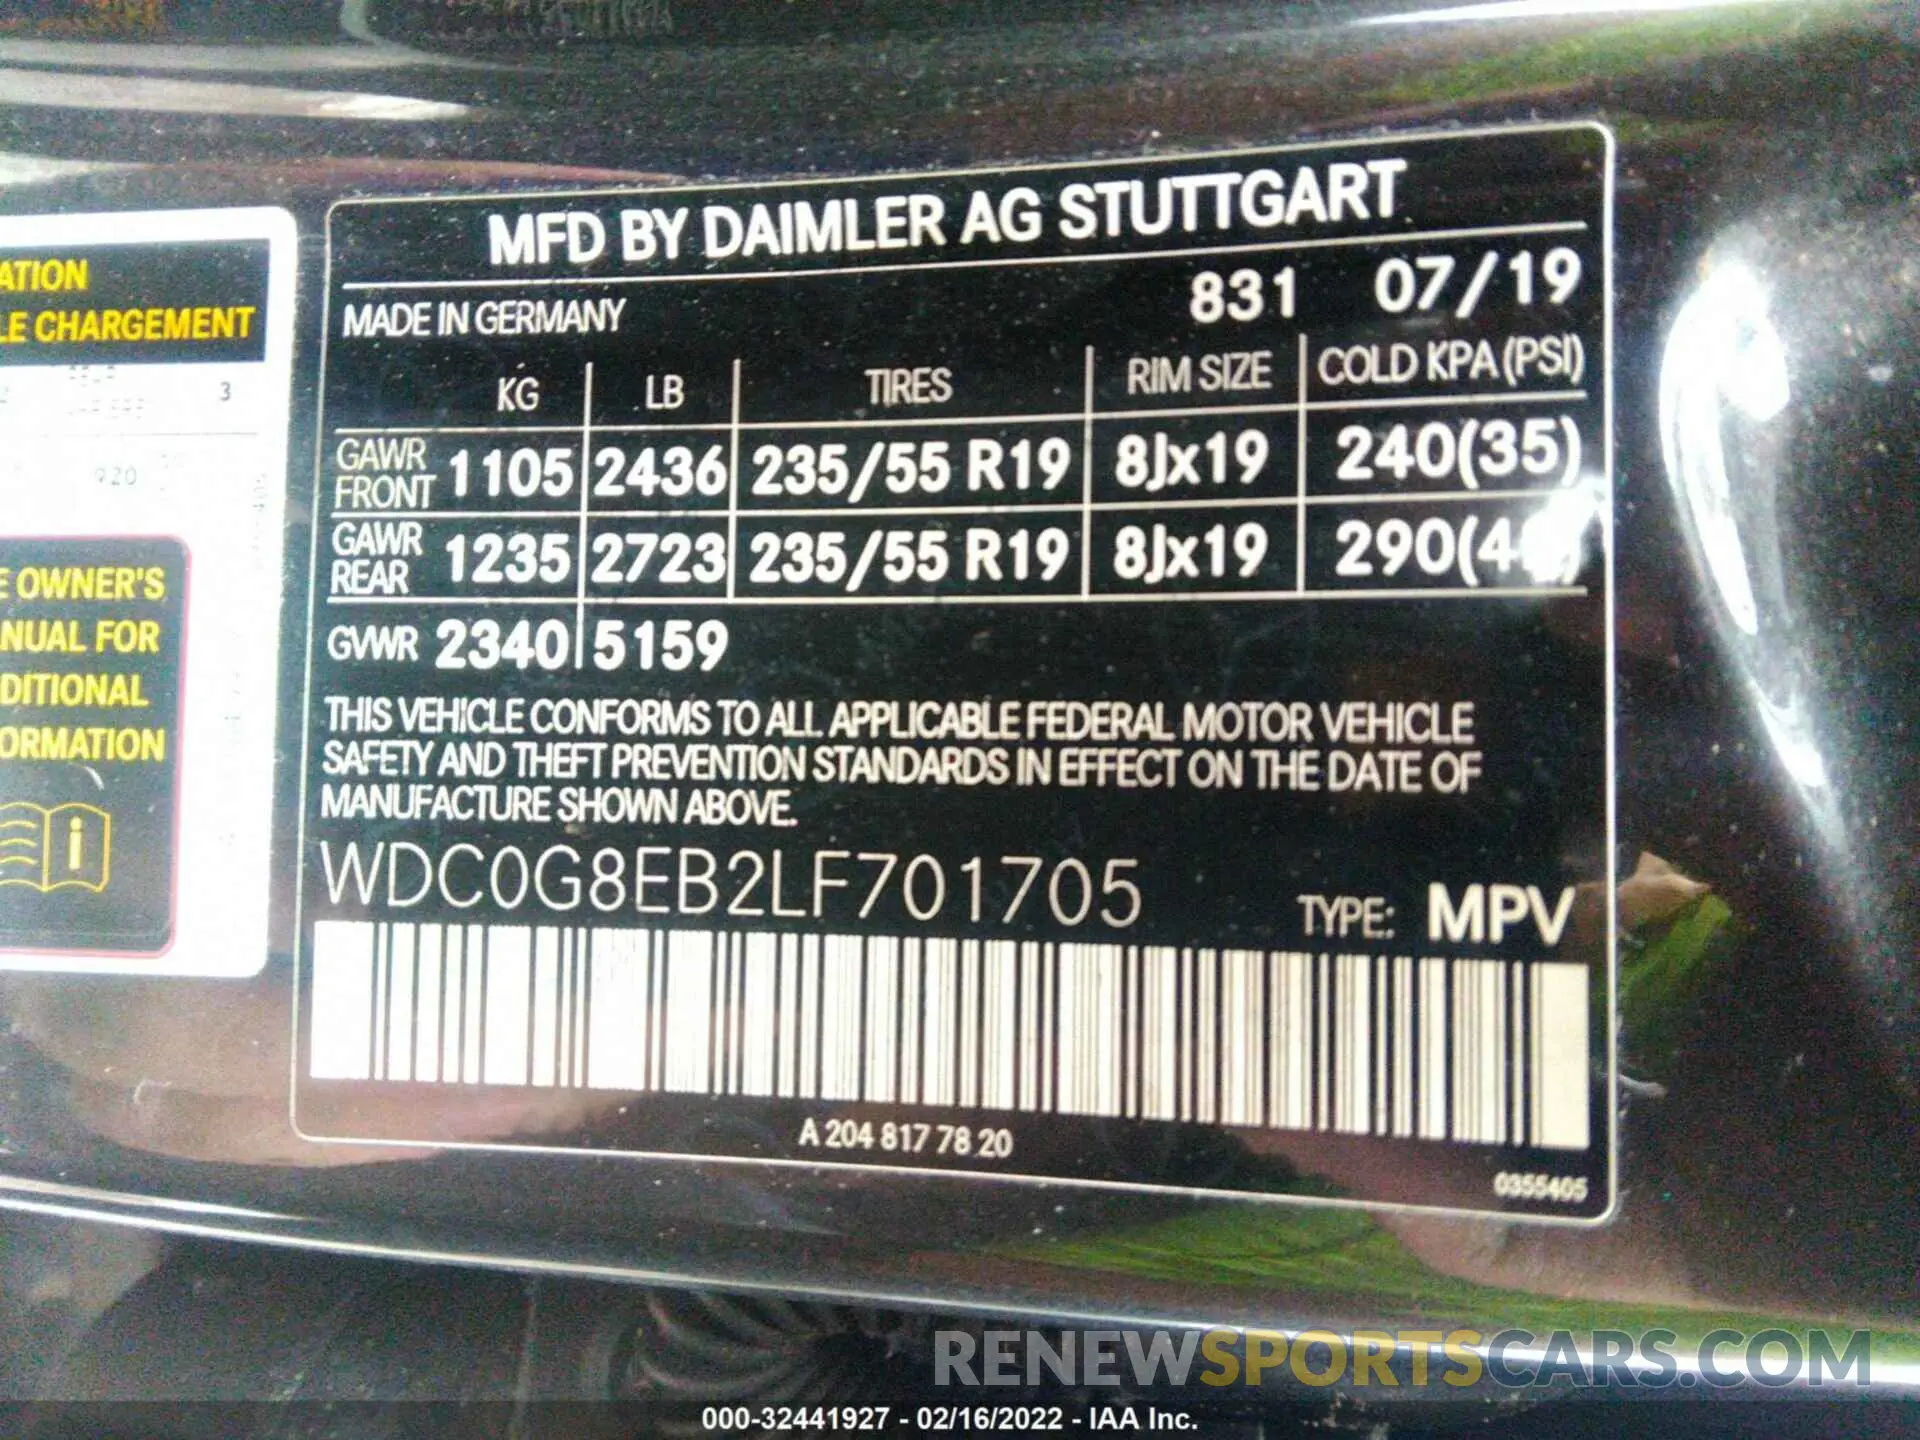 MFD BY DAIMLER AG STUTTGART
MADE IN GERMANY 831 07/19
KG LB TIRES RIM SIZE COLD KPA (PSI)
GAWR FRONT 1105 2436 235/55 R19 8Jx19 240(35)
GAWR REAR 1235 2723 235/55 R19 8Jx19 290(
GVWR 2340 5159
THIS VEHICLE CONFORMS TO ALL APPLICABLE FEDERAL MOTOR VEHICLE
SAFETY AND THEFT PREVENTION STANDARDS IN EFFECT ON THE DATE OF
MANUFACTURE SHOWN ABOVE.
WDC0G8EB2LF701705 TYPE: MPV
A 204 817 78 20
0355405
ATION
LE CHARGEMENT
3
920
E OWNER'S
ANUAL FOR
DITIONAL
ORMATION
i
RENEWSPORTSCARS.COM
000-32441927 - 02/16/2022 - IAA Inc.